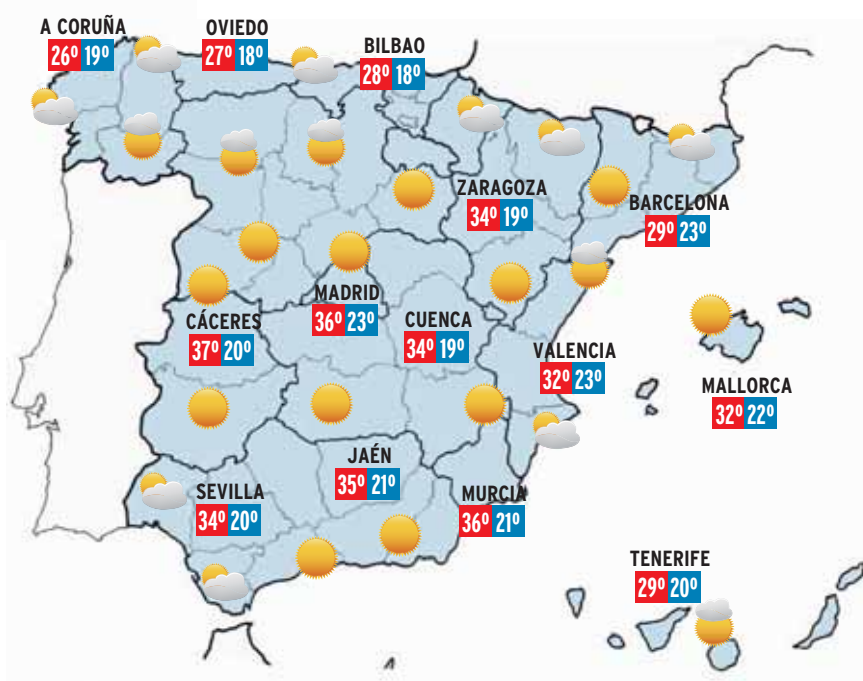 A CORUÑA
26º 19º
OVIEDO
27º 18º
BILBAO
28º 18º
ZARAGOZA
34º 19º
BARCELONA
29º 23º
MADRID
36º 23º
CÁCERES
37º 20º
CUENCA
34º 19º
VALENCIA
32º 23º
MALLORCA
32º 22º
JAÉN
35º 21º
SEVILLA
34º 20º
MURCIA
36º 21º
TENERIFE
29º 20º